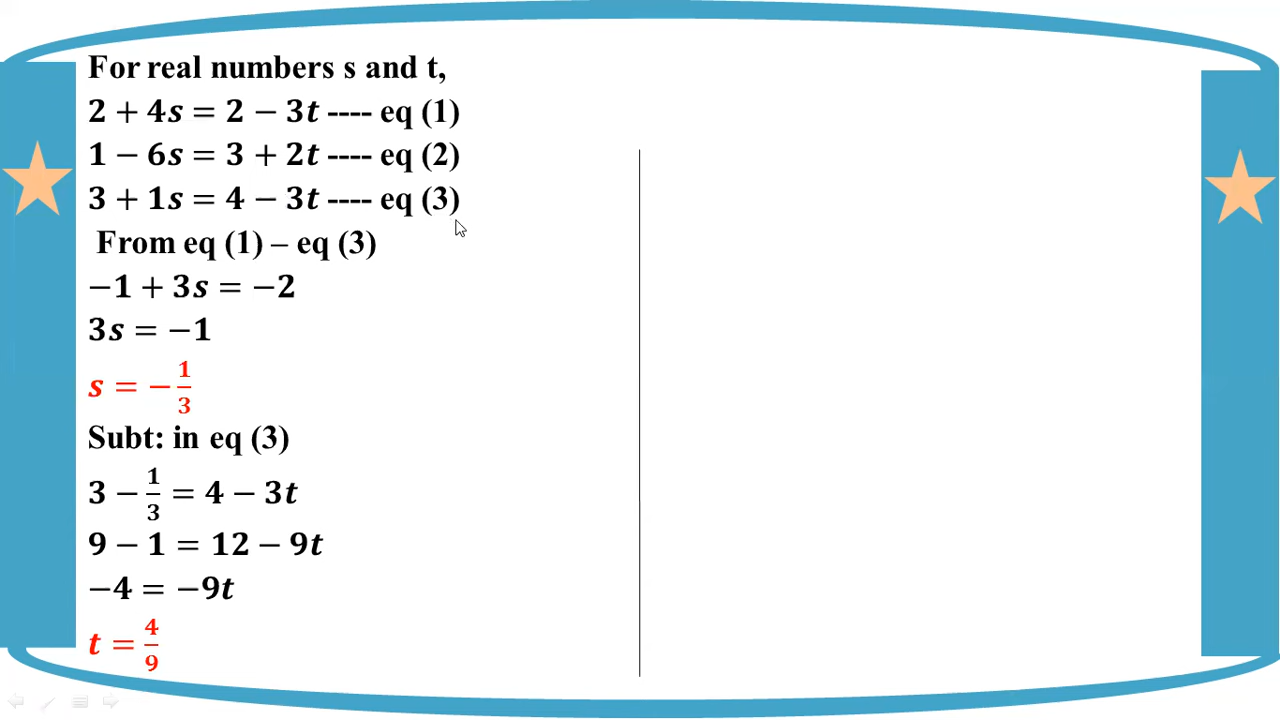 For real numbers s and t,
2 + 4s = 2 − 3t ---- eq (1)
1 − 6s = 3 + 2t ---- eq (2)
3 + 1s = 4 − 3t ---- eq (3)
From eq (1) – eq (3)
−1 + 3s = −2
3s = −1
s = −1/3
Subt: in eq (3)
3 − 1/3 = 4 − 3t
9 − 1 = 12 − 9t
−4 = −9t
t = 4/9